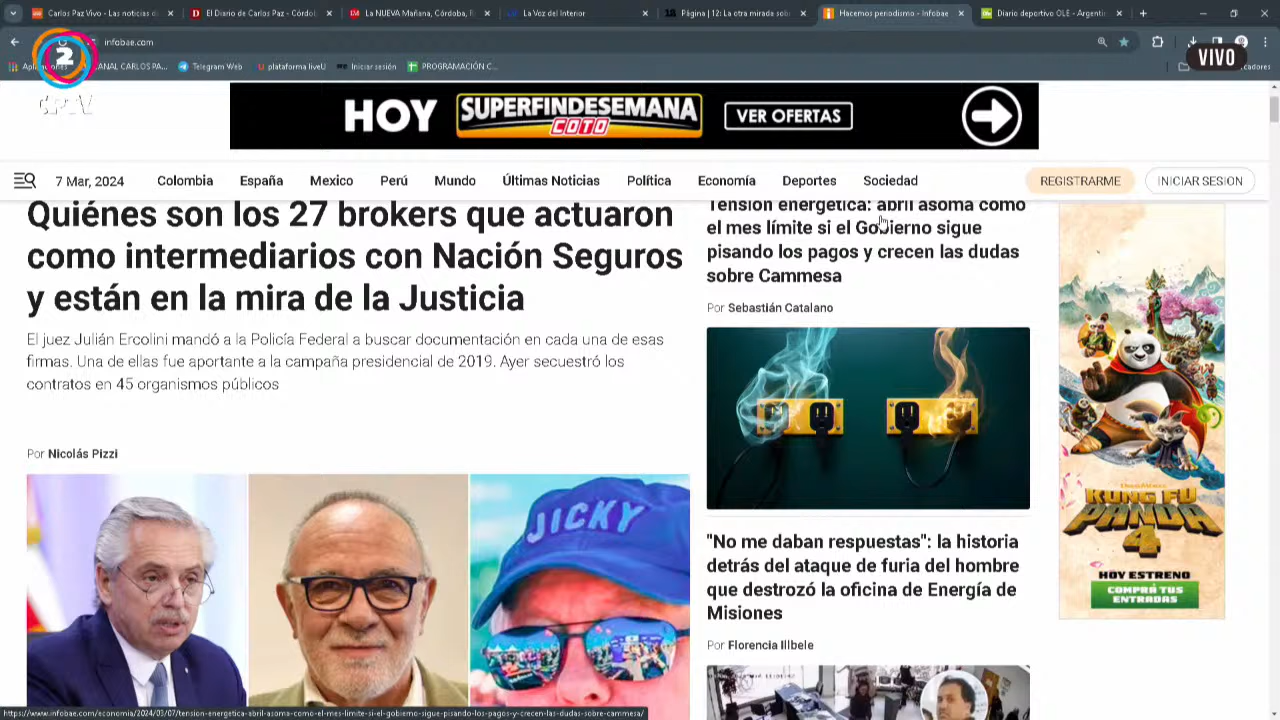 Carlos Paz Vivo - Las noticias d
El Diario de Carlos Paz - Córdob
La NUEVA Mañana, Córdoba, 
La Voz del Interior
Página | 12: La otra mirada sob
Hacemos periodismo - Infobae
Diario deportivo OLE - Argentin
2
infobae.com
VIVO
CANAL CARLOS PA...
Telegram Web
plataforma liveU
Iniciar sesión
PROGRAMACIÓN C...
CPTV
HOY
SUPERFINDESEMANA
COTO
VER OFERTAS
7 Mar, 2024
Colombia
España
Mexico
Perú
Mundo
Últimas Noticias
Política
Economía
Deportes
Sociedad
REGISTRARME
INICIAR SESIÓN
Quiénes son los 27 brokers que actuaron
como intermediarios con Nación Seguros
y están en la mira de la Justicia
El juez Julián Ercolini mandó a la Policía Federal a buscar documentación en cada una de esas
firmas. Una de ellas fue aportante a la campaña presidencial de 2019. Ayer secuestró los
contratos en 45 organismos públicos
Por Nicolás Pizzi
JICKY
Tensión energética: abril asoma como
el mes límite si el Gobierno sigue
pisando los pagos y crecen las dudas
sobre Cammesa
Por Sebastián Catalano
"No me daban respuestas": la historia
detrás del ataque de furia del hombre
que destrozó la oficina de Energía de
Misiones
Por Florencia Illbele
KUNG FU
PANDA
4
HOY ESTRENO
COMPRÁ TUS
ENTRADAS
https://www.infobae.com/economia/2024/03/07/tension-energetica-abril-asoma-como-el-mes-limite-si-el-gobierno-sigue-pisando-los-pagos-y-crecen-las-dudas-sobre-cammesa/